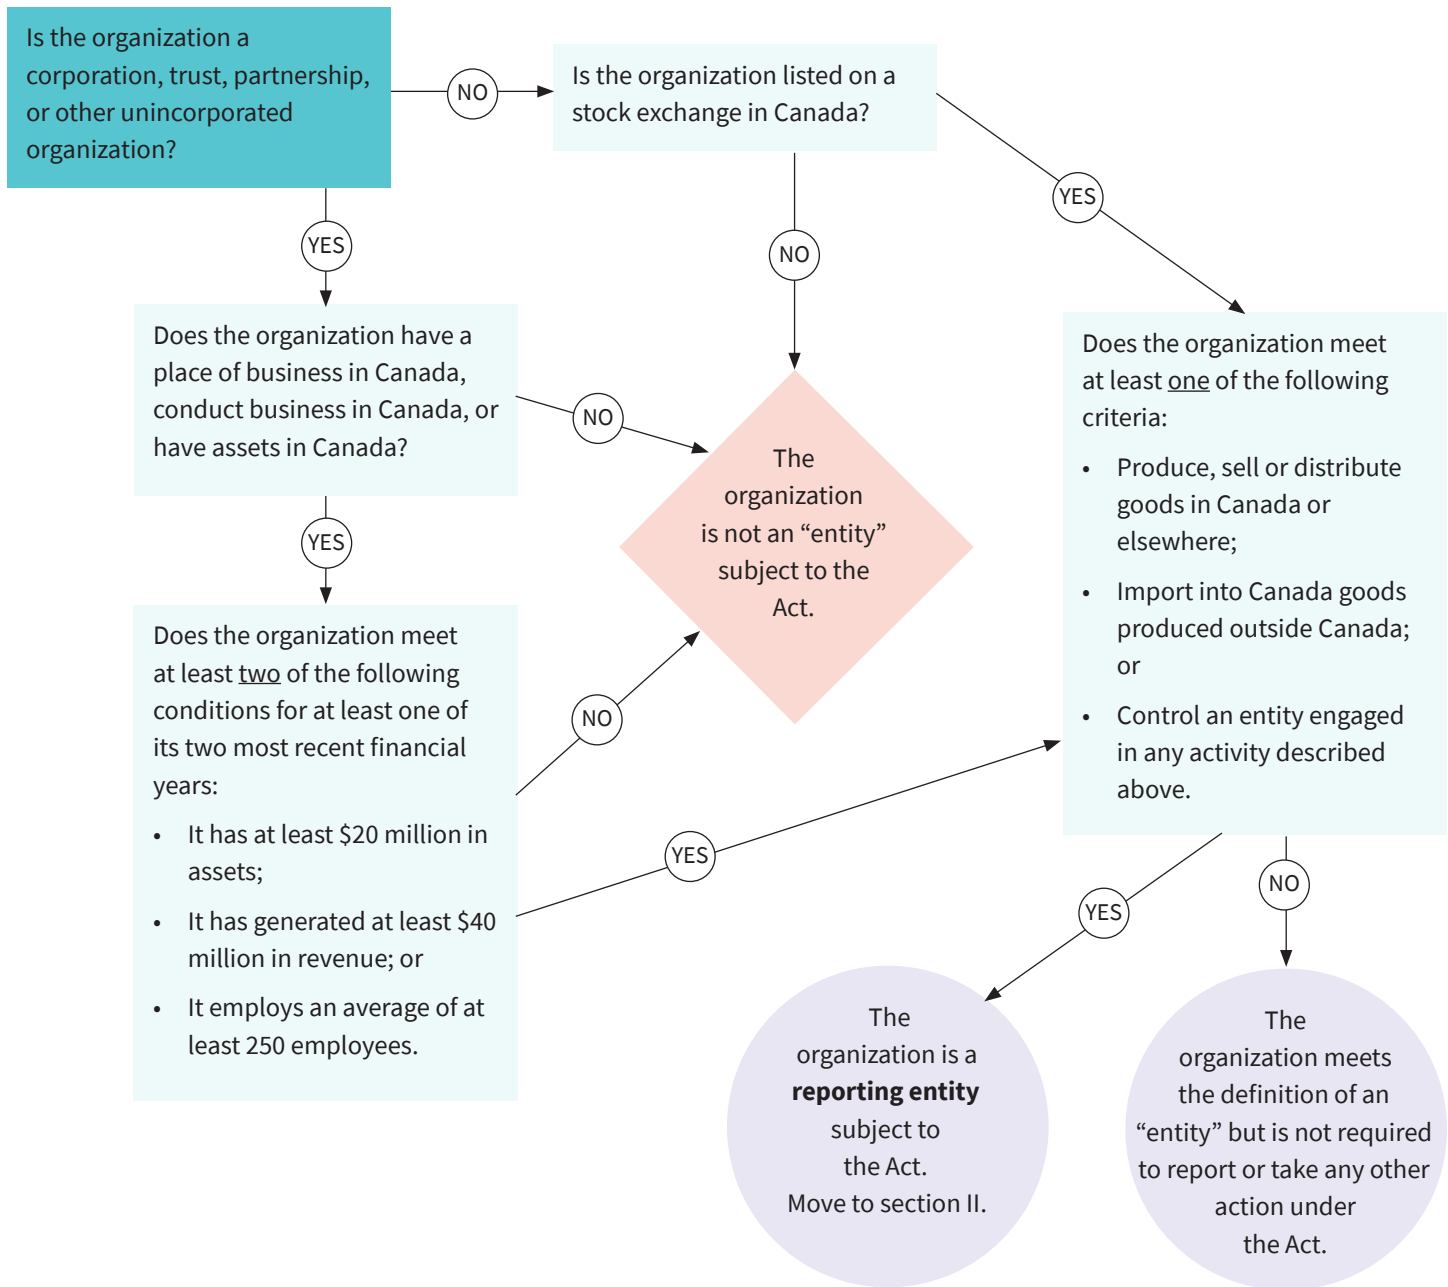 Is the organization a
corporation, trust, partnership,
or other unincorporated
organization?
NO
Is the organization listed on a
stock exchange in Canada?
YES
NO
YES
Does the organization have a
place of business in Canada,
conduct business in Canada, or
have assets in Canada?
NO
The
organization
is not an “entity”
subject to the
Act.
YES
Does the organization meet
at least two of the following
conditions for at least one of
its two most recent financial
years:
• It has at least $20 million in
assets;
• It has generated at least $40
million in revenue; or
• It employs an average of at
least 250 employees.
NO
YES
Does the organization meet
at least one of the following
criteria:
• Produce, sell or distribute
goods in Canada or
elsewhere;
• Import into Canada goods
produced outside Canada;
or
• Control an entity engaged
in any activity described
above.
YES
NO
The
organization is a
reporting entity
subject to
the Act.
Move to section II.
The
organization meets
the definition of an
“entity” but is not required
to report or take any other
action under
the Act.